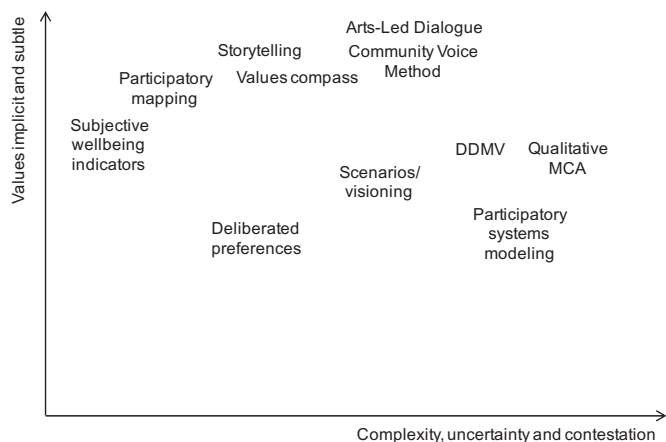 Values implicit and subtle
Arts-Led Dialogue
Storytelling
Community Voice
Method
Participatory
mapping
Values compass
Subjective
wellbeing
indicators
DDMV
Qualitative
MCA
Scenarios/
visioning
Deliberated
preferences
Participatory
systems
modeling
Complexity, uncertainty and contestation